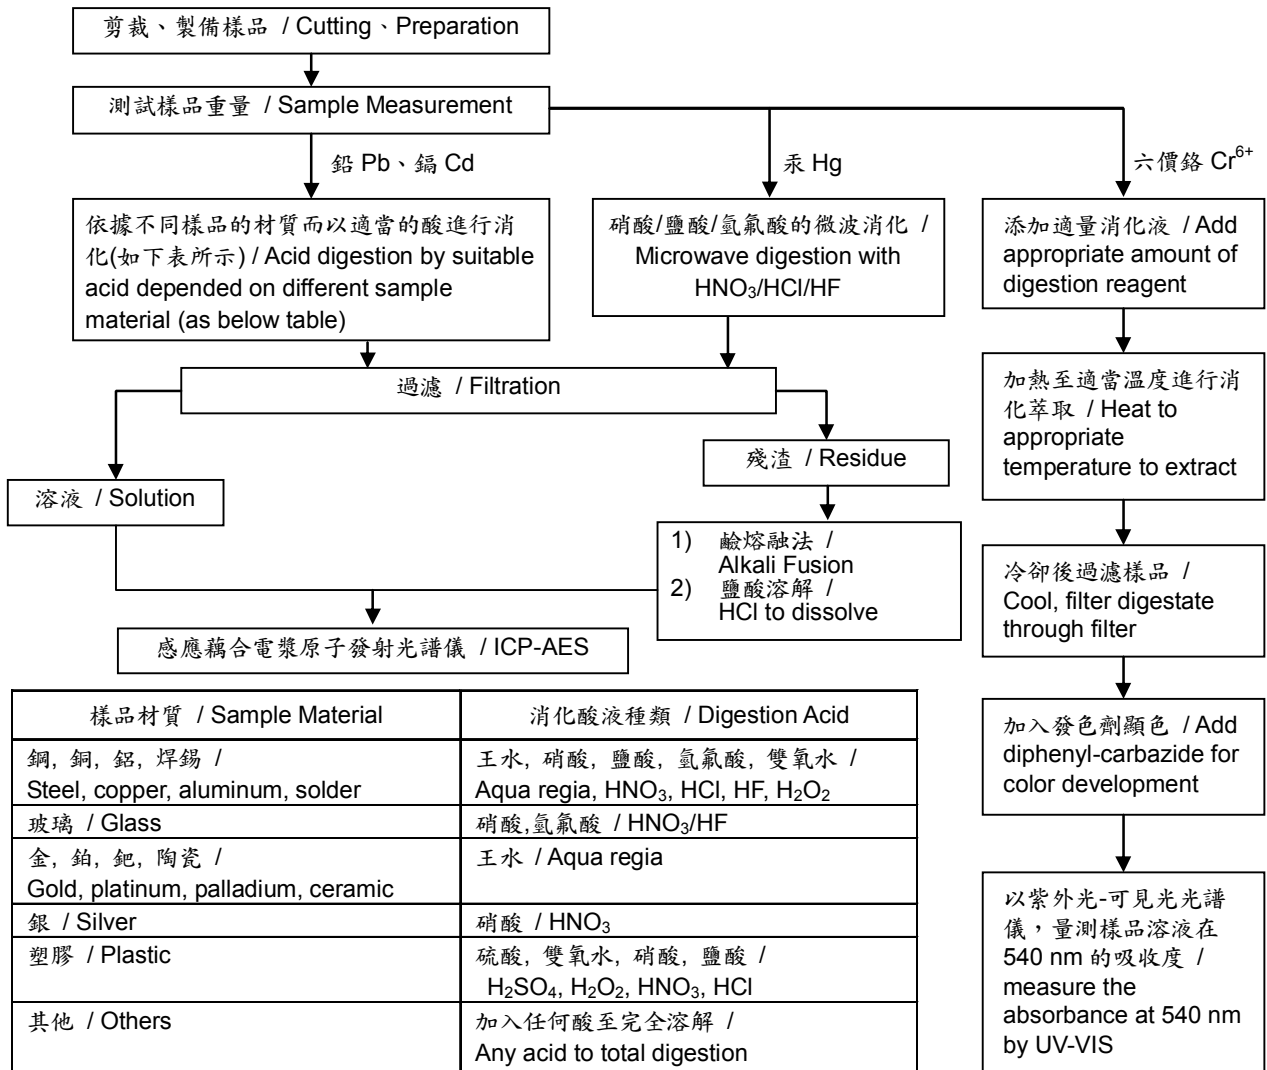 剪裁、製備樣品 / Cutting、Preparation
測試樣品重量 / Sample Measurement
鉛 Pb、鎘 Cd
汞 Hg
六價鉻 Cr⁶⁺
依據不同樣品的材質而以適當的酸進行消
化(如下表所示) / Acid digestion by suitable
acid depended on different sample
material (as below table)
硝酸/鹽酸/氫氟酸的微波消化 /
Microwave digestion with
HNO₃/HCl/HF
添加適量消化液 / Add
appropriate amount of
digestion reagent
過濾 / Filtration
加熱至適當溫度進行消
化萃取 / Heat to
appropriate
temperature to extract
溶液 / Solution
殘渣 / Residue
1) 鹼熔融法 /
Alkali Fusion
2) 鹽酸溶解 /
HCl to dissolve
冷卻後過濾樣品 /
Cool, filter digestate
through filter
感應藕合電漿原子發射光譜儀 / ICP-AES
加入發色劑顯色 / Add
diphenyl-carbazide for
color development
以紫外光-可見光光譜
儀，量測樣品溶液在
540 nm 的吸收度 /
measure the
absorbance at 540 nm
by UV-VIS
樣品材質 / Sample Material
消化酸液種類 / Digestion Acid
鋼, 銅, 鋁, 焊錫 /
Steel, copper, aluminum, solder
王水, 硝酸, 鹽酸, 氫氟酸, 雙氧水 /
Aqua regia, HNO₃, HCl, HF, H₂O₂
玻璃 / Glass
硝酸,氫氟酸 / HNO₃/HF
金, 鉑, 鈀, 陶瓷 /
Gold, platinum, palladium, ceramic
王水 / Aqua regia
銀 / Silver
硝酸 / HNO₃
塑膠 / Plastic
硫酸, 雙氧水, 硝酸, 鹽酸 /
H₂SO₄, H₂O₂, HNO₃, HCl
其他 / Others
加入任何酸至完全溶解 /
Any acid to total digestion